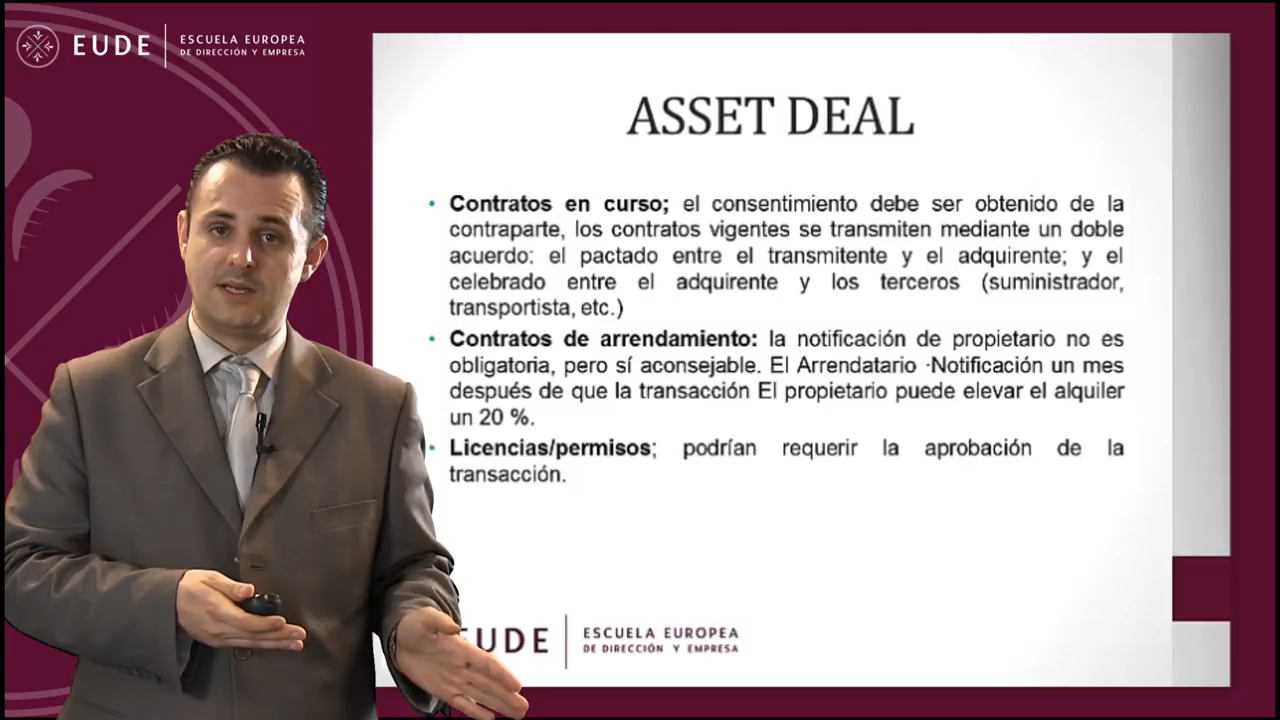 EUDE
ESCUELA EUROPEA
DE DIRECCIÓN Y EMPRESA
ASSET DEAL
• Contratos en curso; el consentimiento debe ser obtenido de la
contraparte, los contratos vigentes se transmiten mediante un doble
acuerdo: el pactado entre el transmitente y el adquirente; y el
celebrado entre el adquirente y los terceros (suministrador,
transportista, etc.)
• Contratos de arrendamiento: la notificación de propietario no es
obligatoria, pero sí aconsejable. El Arrendatario ·Notificación un mes
después de que la transacción El propietario puede elevar el alquiler
un 20 %.
• Licencias/permisos; podrían requerir la aprobación de la
transacción.
EUDE
ESCUELA EUROPEA
DE DIRECCIÓN Y EMPRESA